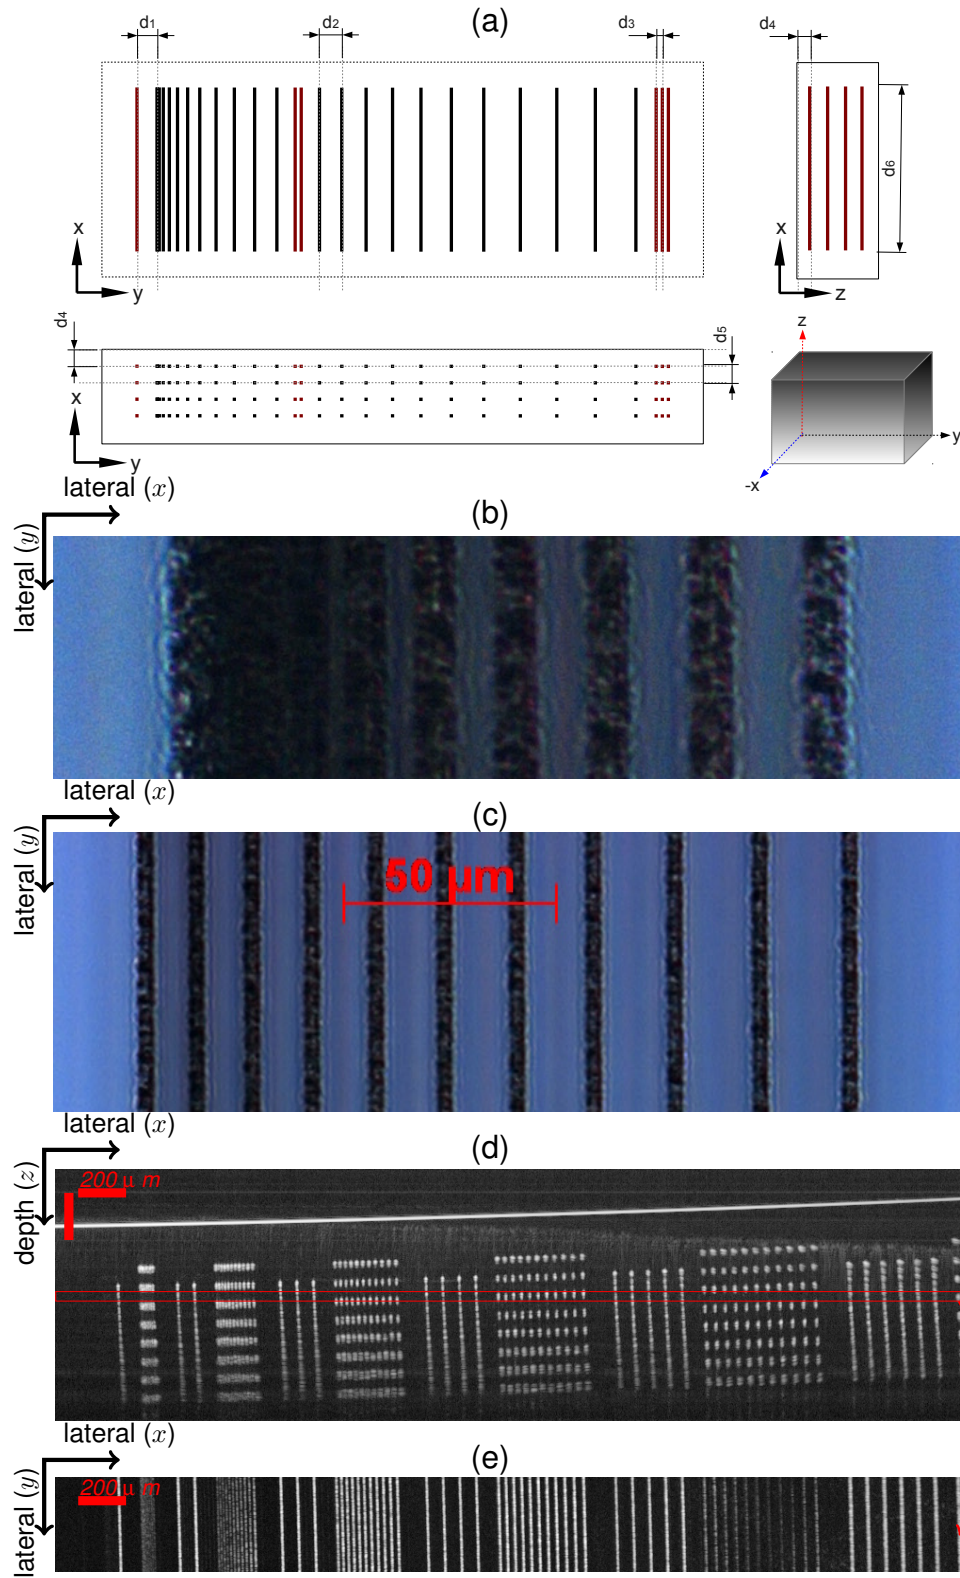 (a)
d1
d2
d3
d4
x
y
d6
x
z
d4
d5
x
y
z
y
-x
lateral (x)
(b)
lateral (y)
lateral (x)
(c)
lateral (y)
50 µm
lateral (x)
(d)
depth (z)
200 µ m
lateral (x)
(e)
lateral (y)
200 µ m